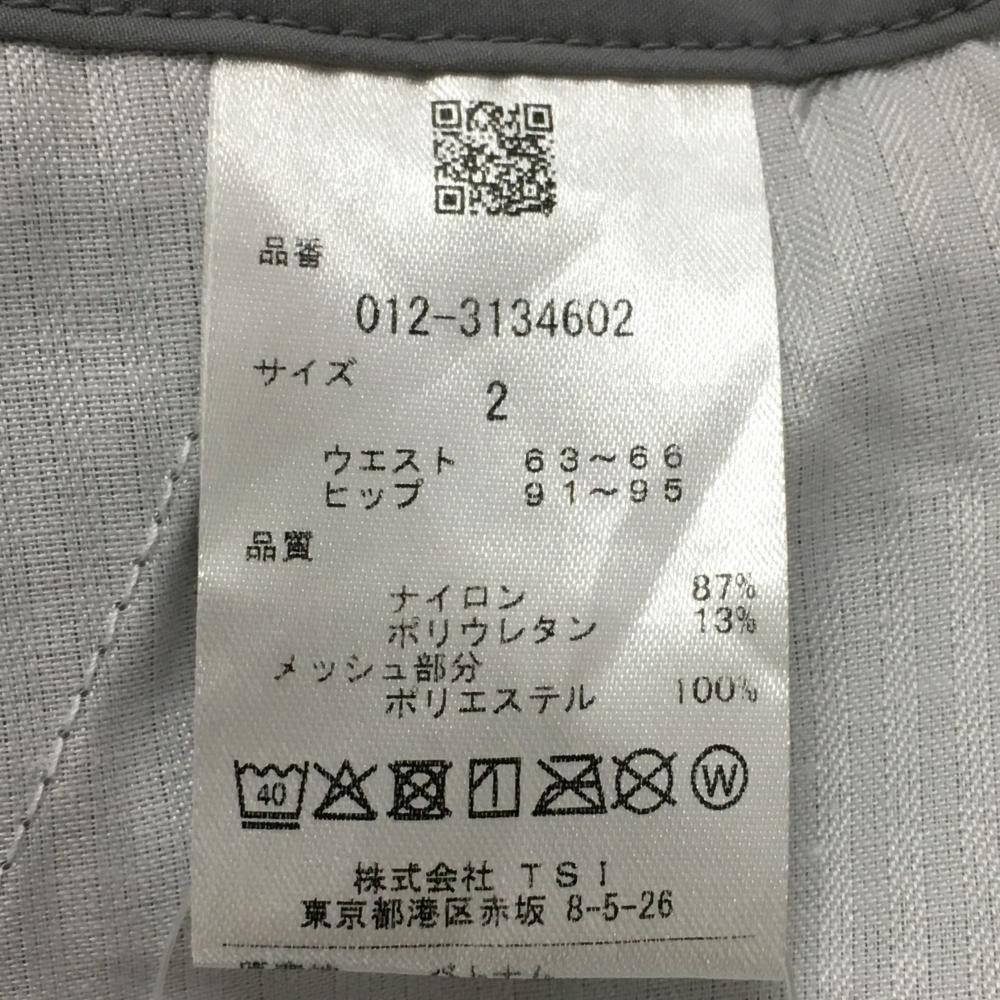 品番
012-3134602
サイズ
2
ウエスト 63~66
ヒップ 91~95
品質
ナイロン 87%
ポリウレタン 13%
メッシュ部分
ポリエステル 100%
40 W
株式会社 TSI
東京都港区赤坂 8-5-26